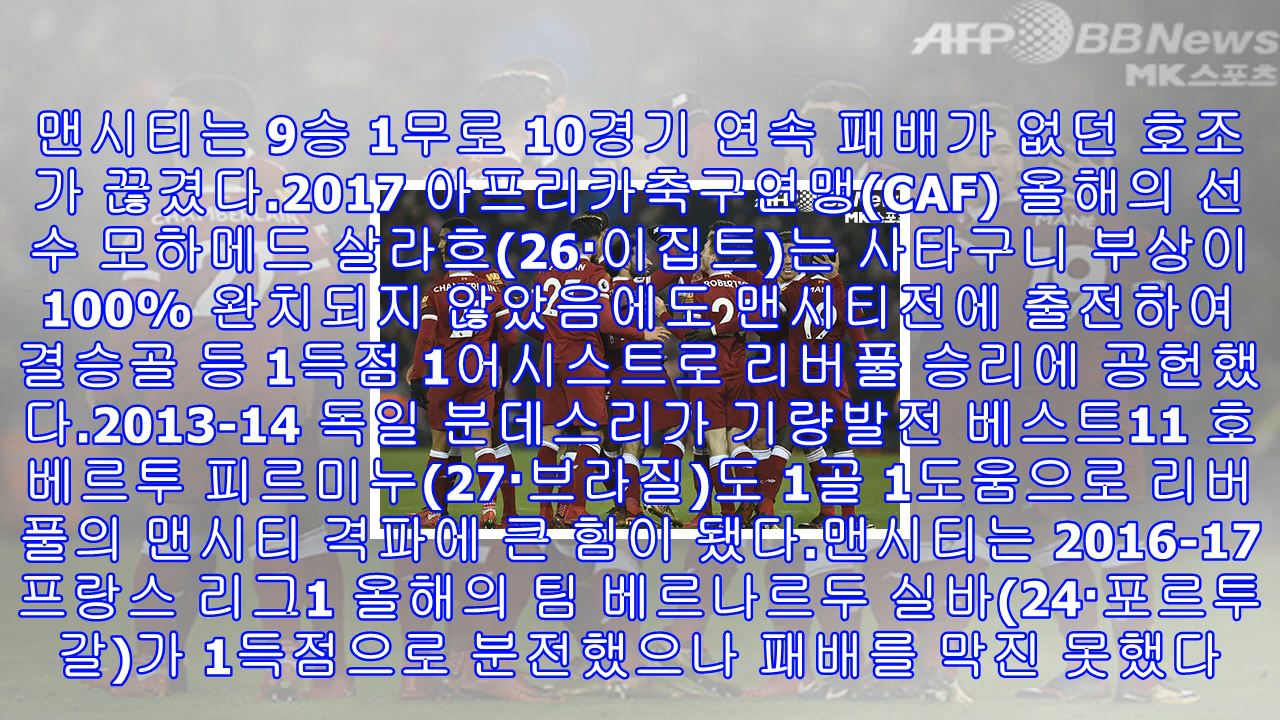 AFP BBNews
MK스포츠
맨시티는 9승 1무로 10경기 연속 패배가 없던 호조
가 끊겼다.2017 아프리카축구연맹(CAF) 올해의 선
수 모하메드 살라흐(26·이집트)는 사타구니 부상이
100% 완치되지 않았음에도 맨시티전에 출전하여
결승골 등 1득점 1어시스트로 리버풀 승리에 공헌했
다.2013-14 독일 분데스리가 기량발전 베스트11 호
베르투 피르미누(27·브라질)도 1골 1도움으로 리버
풀의 맨시티 격파에 큰 힘이 됐다.맨시티는 2016-17
프랑스 리그1 올해의 팀 베르나르두 실바(24·포르투
갈)가 1득점으로 분전했으나 패배를 막진 못했다
CHAMBERLAIN
MANE
MK스포츠
CHAMBERLAIN